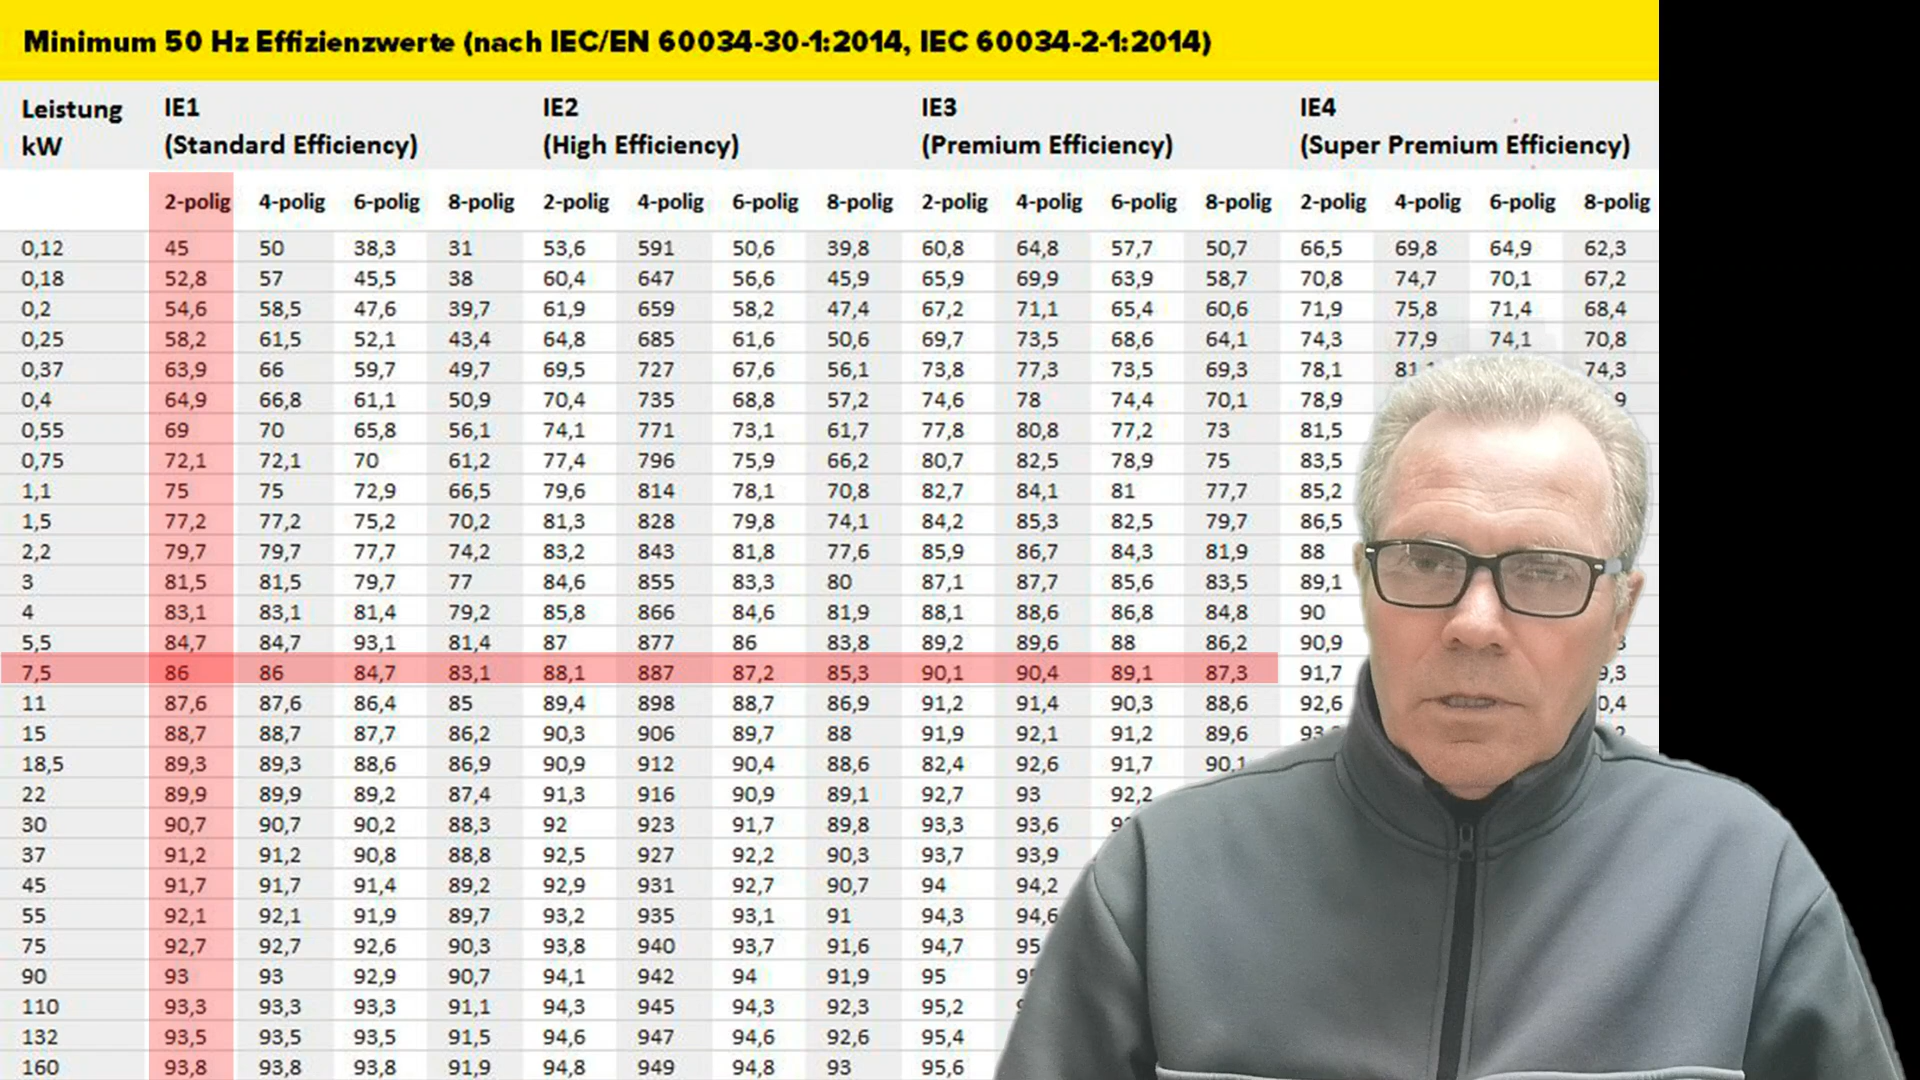 Minimum 50 Hz Effizienzwerte (nach IEC/EN 60034-30-1:2014, IEC 60034-2-1:2014)
Leistung IE1 IE2 IE3 IE4
kW (Standard Efficiency) (High Efficiency) (Premium Efficiency) (Super Premium Efficiency)
2-polig 4-polig 6-polig 8-polig 2-polig 4-polig 6-polig 8-polig 2-polig 4-polig 6-polig 8-polig 2-polig 4-polig 6-polig 8-polig
0,12 45 50 38,3 31 53,6 591 50,6 39,8 60,8 64,8 57,7 50,7 66,5 69,8 64,9 62,3
0,18 52,8 57 45,5 38 60,4 647 56,6 45,9 65,9 69,9 63,9 58,7 70,8 74,7 70,1 67,2
0,2 54,6 58,5 47,6 39,7 61,9 659 58,2 47,4 67,2 71,1 65,4 60,6 71,9 75,8 71,4 68,4
0,25 58,2 61,5 52,1 43,4 64,8 685 61,6 50,6 69,7 73,5 68,6 64,1 74,3 77,9 74,1 70,8
0,37 63,9 66 59,7 49,7 69,5 727 67,6 56,1 73,8 77,3 73,5 69,3 78,1 74,3
0,4 64,9 66,8 61,1 50,9 70,4 735 68,8 57,2 74,6 78 74,4 70,1 78,9
0,55 69 70 65,8 56,1 74,1 771 73,1 61,7 77,8 80,8 77,2 73 81,5
0,75 72,1 72,1 70 61,2 77,4 796 75,9 66,2 80,7 82,5 78,9 75 83,5
1,1 75 75 72,9 66,5 79,6 814 78,1 70,8 82,7 84,1 81 77,7 85,2
1,5 77,2 77,2 75,2 70,2 81,3 828 79,8 74,1 84,2 85,3 82,5 79,7 86,5
2,2 79,7 79,7 77,7 74,2 83,2 843 81,8 77,6 85,9 86,7 84,3 81,9 88
3 81,5 81,5 79,7 77 84,6 855 83,3 80 87,1 87,7 85,6 83,5 89,1
4 83,1 83,1 81,4 79,2 85,8 866 84,6 81,9 88,1 88,6 86,8 84,8 90
5,5 84,7 84,7 93,1 81,4 87 877 86 83,8 89,2 89,6 88 86,2 90,9
7,5 86 86 84,7 83,1 88,1 887 87,2 85,3 90,1 90,4 89,1 87,3 91,7
11 87,6 87,6 86,4 85 89,4 898 88,7 86,9 91,2 91,4 90,3 88,6 92,6
15 88,7 88,7 87,7 86,2 90,3 906 89,7 88 91,9 92,1 91,2 89,6
18,5 89,3 89,3 88,6 86,9 90,9 912 90,4 88,6 82,4 92,6 91,7 90,1
22 89,9 89,9 89,2 87,4 91,3 916 90,9 89,1 92,7 93 92,2
30 90,7 90,7 90,2 88,3 92 923 91,7 89,8 93,3 93,6
37 91,2 91,2 90,8 88,8 92,5 927 92,2 90,3 93,7 93,9
45 91,7 91,7 91,4 89,2 92,9 931 92,7 90,7 94 94,2
55 92,1 92,1 91,9 89,7 93,2 935 93,1 91 94,3 94,6
75 92,7 92,7 92,6 90,3 93,8 940 93,7 91,6 94,7
90 93 93 92,9 90,7 94,1 942 94 91,9 95
110 93,3 93,3 93,3 91,1 94,3 945 94,3 92,3 95,2
132 93,5 93,5 93,5 91,5 94,6 947 94,6 92,6 95,4
160 93,8 93,8 93,8 91,9 94,8 949 94,8 93 95,6